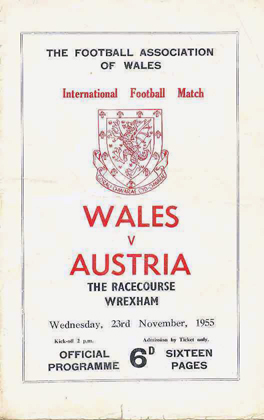 THE FOOTBALL ASSOCIATION
OF WALES
International Football Match
WALES
V
AUSTRIA
THE RACECOURSE
WREXHAM
Wednesday, 23rd November, 1955
Kick-off 2 p.m. Admission by Ticket only.
OFFICIAL PROGRAMME 6D SIXTEEN PAGES